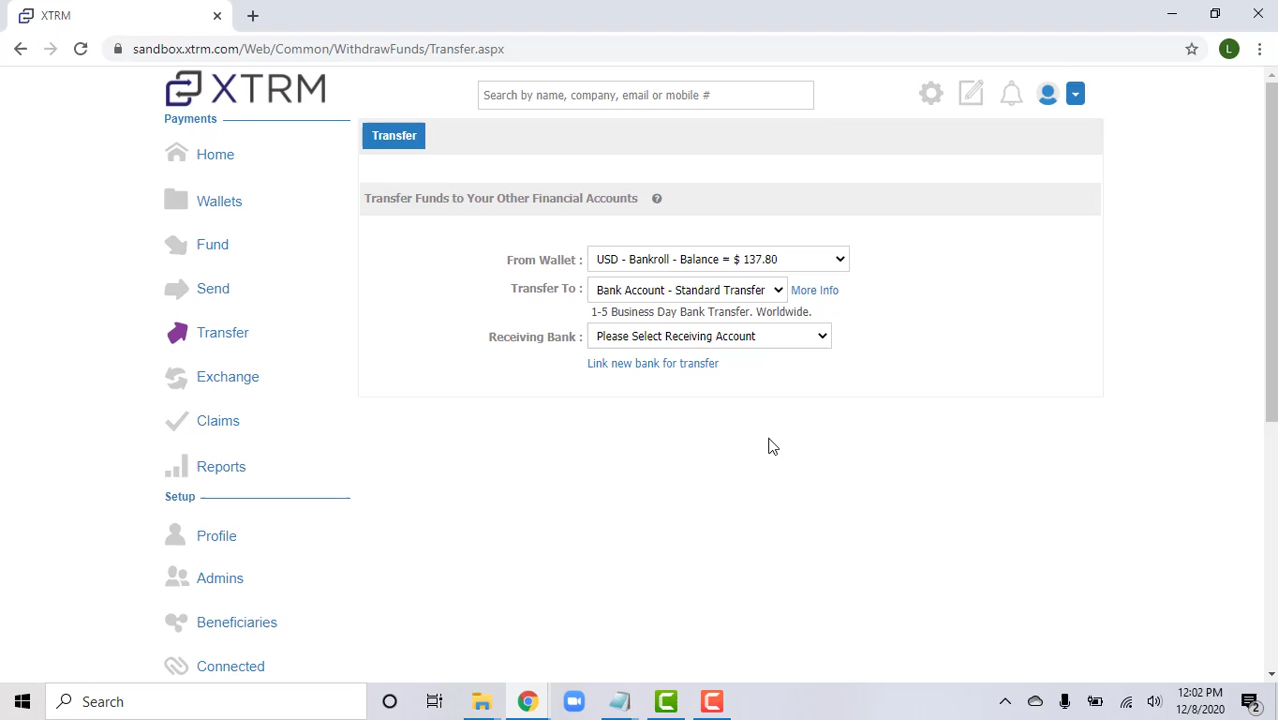 XTRM
sandbox.xtrm.com/Web/Common/WithdrawFunds/Transfer.aspx
L
XTRM
Search by name, company, email or mobile #
Payments
Home
Wallets
Fund
Send
Transfer
Exchange
Claims
Reports
Setup
Profile
Admins
Beneficiaries
Connected
Transfer
Transfer Funds to Your Other Financial Accounts ?
From Wallet : USD - Bankroll - Balance = $ 137.80
Transfer To : Bank Account - Standard Transfer More Info
1-5 Business Day Bank Transfer. Worldwide.
Receiving Bank : Please Select Receiving Account
Link new bank for transfer
Search
C
C
12:02 PM
12/8/2020
2